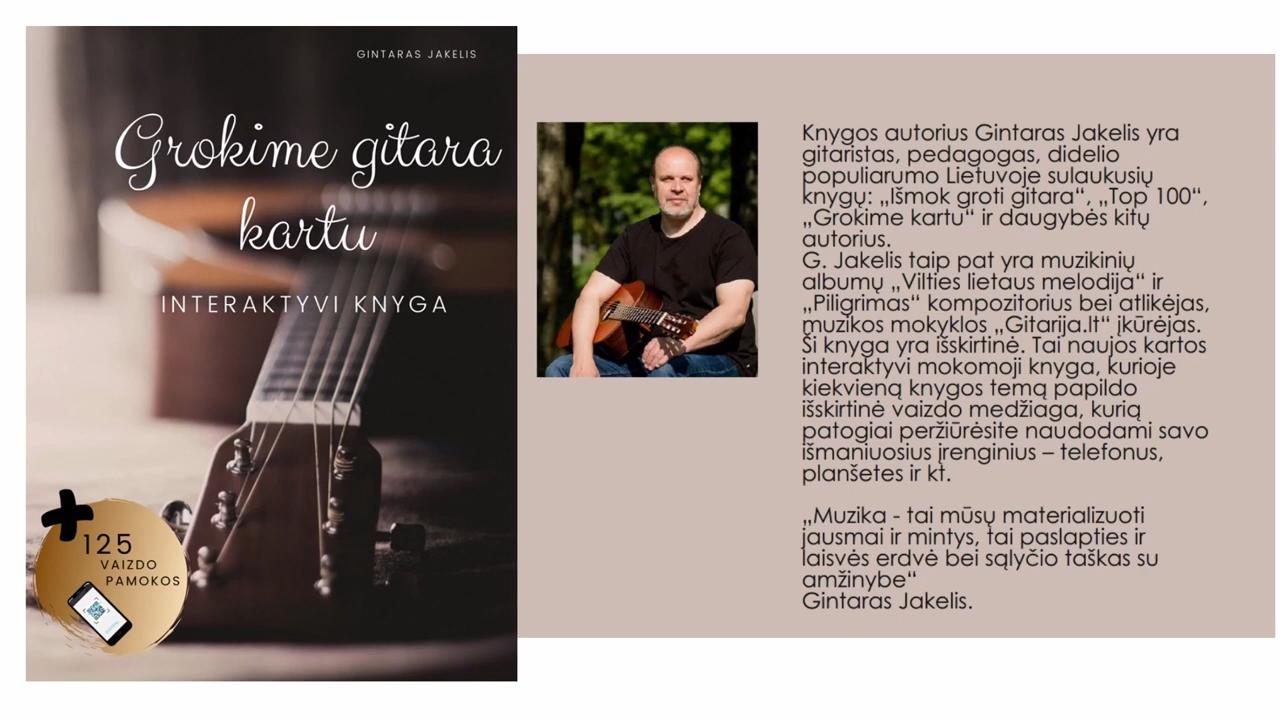 GINTARAS JAKELIS
Grokime gitara
kartu
INTERAKTYVI KNYGA
125
VAIZDO
PAMOKOS
Knygos autorius Gintaras Jakelis yra
gitaristas, pedagogas, didelio
populiarumo Lietuvoje sulaukusių
knygų: „Išmok groti gitara“, „Top 100“,
„Grokime kartu“ ir daugybės kitų
autorius.
G. Jakelis taip pat yra muzikinių
albumų „Vilties lietaus melodija“ ir
„Piligrimas“ kompozitorius bei atlikėjas,
muzikos mokyklos „Gitarija.lt“ įkūrėjas.
Ši knyga yra išskirtinė. Tai naujos kartos
interaktyvi mokomoji knyga, kurioje
kiekvieną knygos temą papildo
išskirtinė vaizdo medžiaga, kurią
patogiai peržiūrėsite naudodami savo
išmaniuosius įrenginius – telefonus,
planšetes ir kt.
„Muzika - tai mūsų materializuoti
jausmai ir mintys, tai paslapties ir
laisvės erdvė bei sąlyčio taškas su
amžinybe“
Gintaras Jakelis.